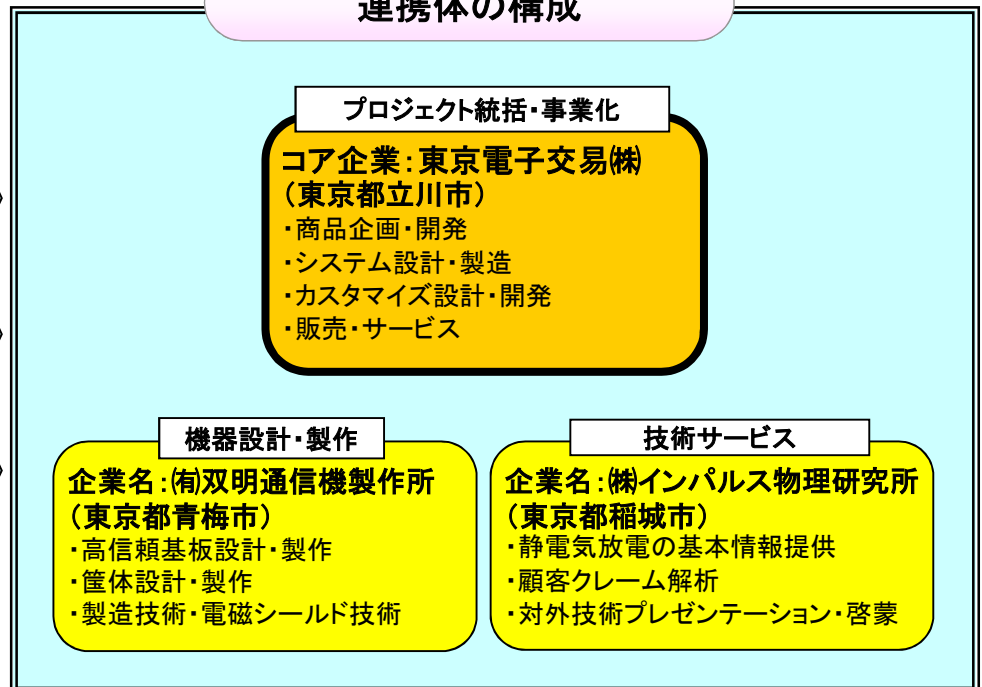 連携体の構成
プロジェクト統括・事業化
コア企業:東京電子交易㈱
(東京都立川市)
・商品企画・開発
・システム設計・製造
・カスタマイズ設計・開発
・販売・サービス
機器設計・製作
企業名:㈲双明通信機製作所
(東京都青梅市)
・高信頼基板設計・製作
・筐体設計・製作
・製造技術・電磁シールド技術
技術サービス
企業名:㈱インパルス物理研究所
(東京都稲城市)
・静電気放電の基本情報提供
・顧客クレーム解析
・対外技術プレゼンテーション・啓蒙